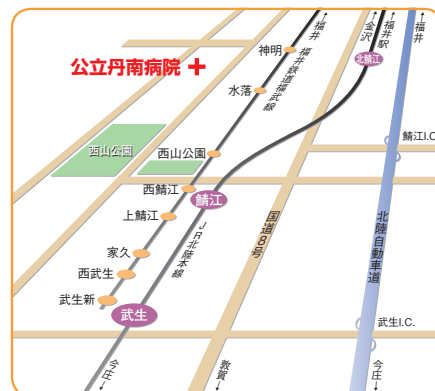 福井
金沢
福井駅
福井
神明
福井鉄道福武線
北鯖江
公立丹南病院
水落
鯖江I.C.
西山公園
西山公園
西鯖江
鯖江
上鯖江
国道8号
JR北陸本線
北陸自動車道
家久
西武生
武生新
武生
武生I.C.
今庄
敦賀
今庄